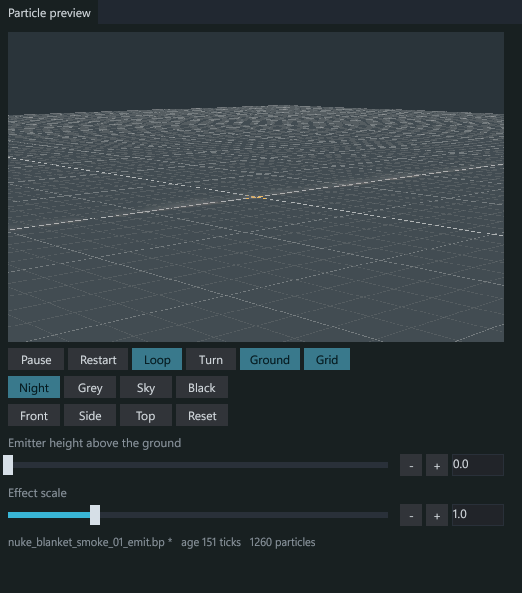 Particle preview
Pause Restart Loop Turn Ground Grid
Night Grey Sky Black
Front Side Top Reset
Emitter height above the ground
- + 0.0
Effect scale
- + 1.0
nuke_blanket_smoke_01_emit.bp * age 151 ticks 1260 particles